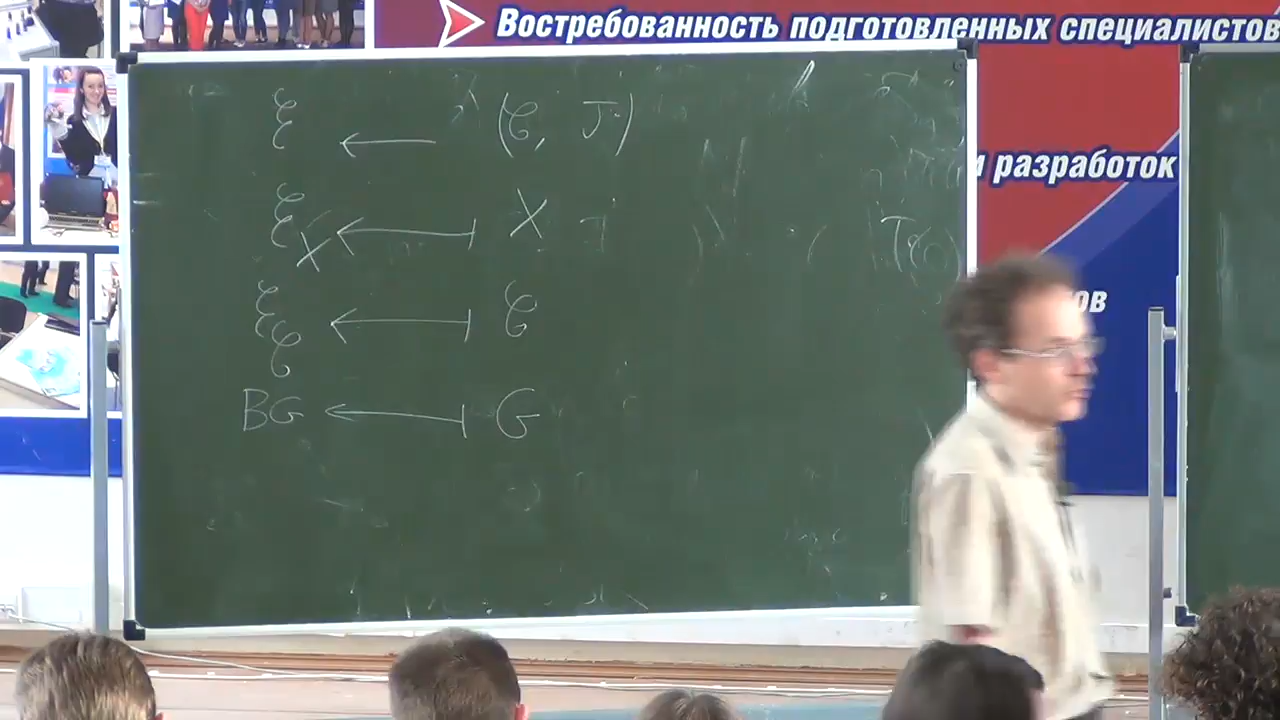 Востребованность подготовленных специалистов
разработок
ℰ ← (𝒞, J)
ℰ_X ↤ X
ℰ_𝒞 ↤ 𝒞
BG ↤ G